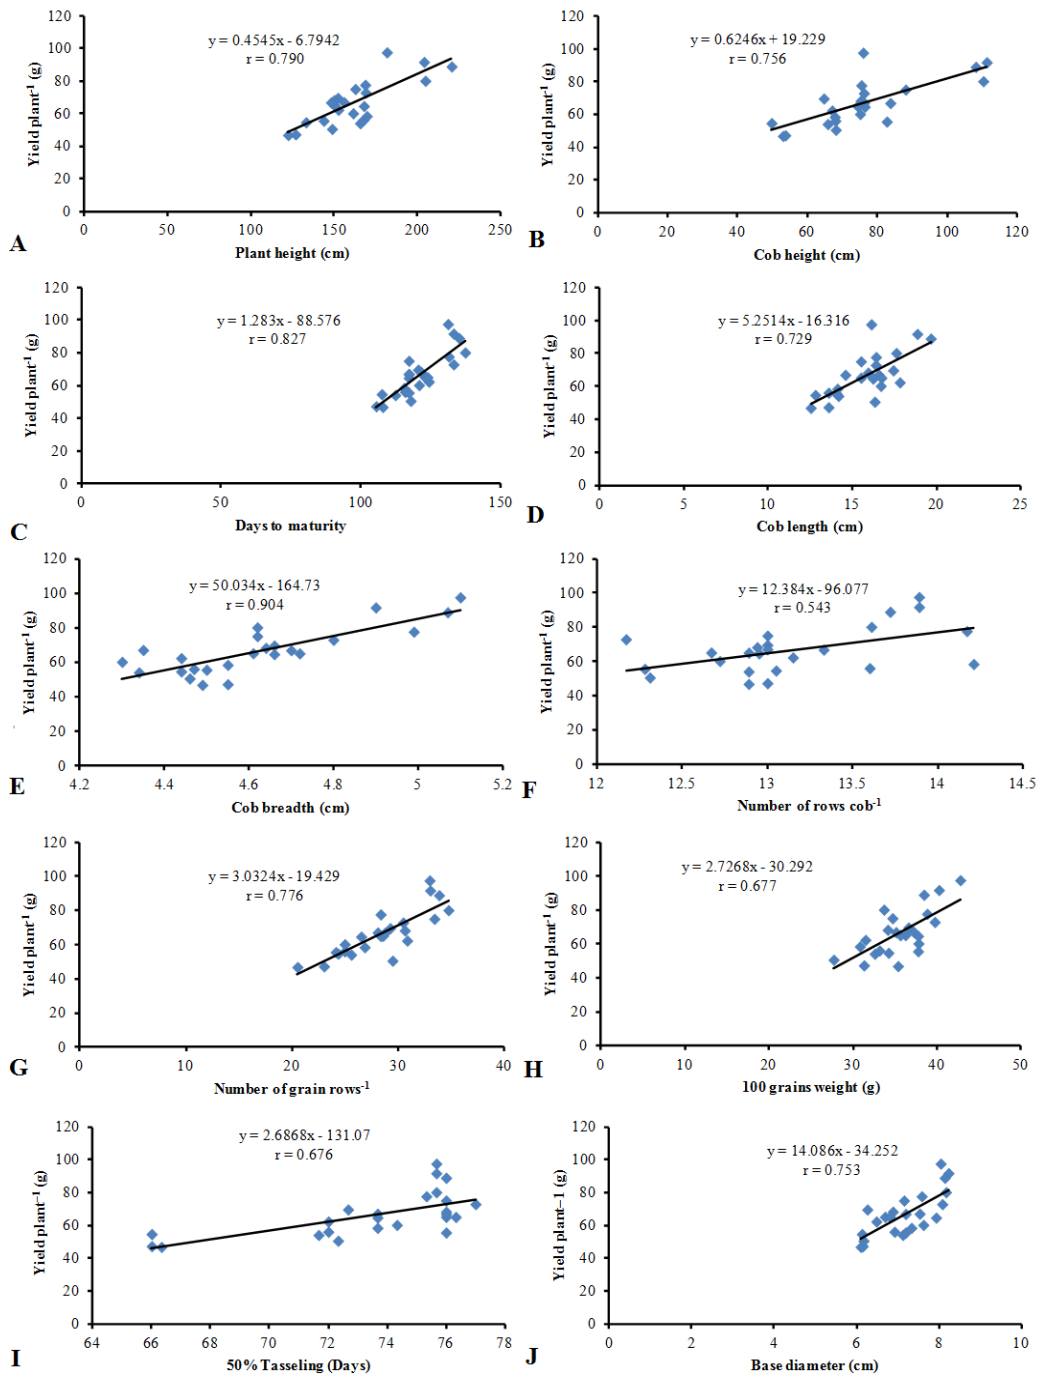 120
100
80
60
40
20
0
Yield plant-1 (g)
y = 0.4545x - 6.7942
r = 0.790
0 50 100 150 200 250
Plant height (cm)
A
120
100
80
60
40
20
0
Yield plant-1 (g)
y = 0.6246x + 19.229
r = 0.756
0 20 40 60 80 100 120
Cob height (cm)
B
120
100
80
60
40
20
0
Yield plant-1 (g)
y = 1.283x - 88.576
r = 0.827
0 50 100 150
Days to maturity
C
120
100
80
60
40
20
0
Yield plant-1 (g)
y = 5.2514x - 16.316
r = 0.729
0 5 10 15 20 25
Cob length (cm)
D
120
100
80
60
40
20
0
Yield plant-1 (g)
y = 50.034x - 164.73
r = 0.904
4.2 4.4 4.6 4.8 5 5.2
Cob breadth (cm)
E
120
100
80
60
40
20
0
Yield plant-1 (g)
y = 12.384x - 96.077
r = 0.543
12 12.5 13 13.5 14 14.5
Number of rows cob-1
F
120
100
80
60
40
20
0
Yield plant-1 (g)
y = 3.0324x - 19.429
r = 0.776
0 10 20 30 40
Number of grain rows-1
G
120
100
80
60
40
20
0
Yield plant-1 (g)
y = 2.7268x - 30.292
r = 0.677
0 10 20 30 40 50
100 grains weight (g)
H
120
100
80
60
40
20
0
Yield plant-1 (g)
y = 2.6868x - 131.07
r = 0.676
64 66 68 70 72 74 76 78
50% Tasseling (Days)
I
120
100
80
60
40
20
0
Yield plant-1 (g)
y = 14.086x - 34.252
r = 0.753
0 2 4 6 8 10
Base diameter (cm)
J